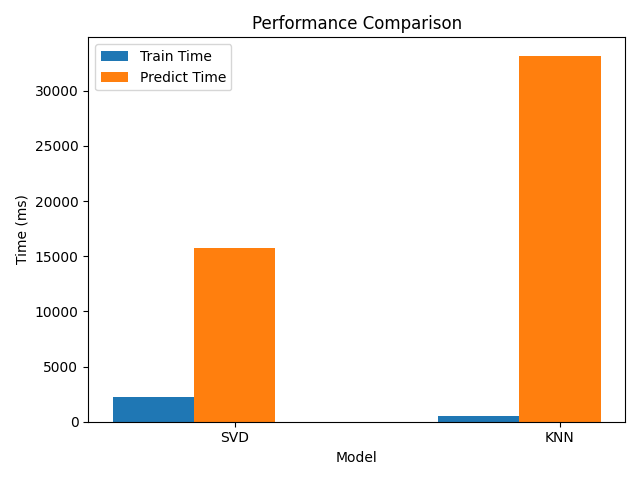 Performance Comparison
Train Time
Predict Time
Time (ms)
30000
25000
20000
15000
10000
5000
0
SVD
KNN
Model